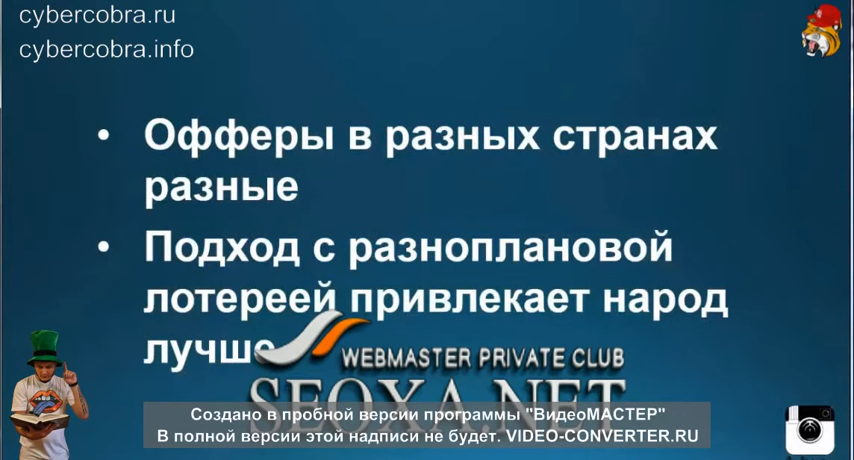 cybercobra.ru
cybercobra.info
• Офферы в разных странах
разные
• Подход с разноплановой
лотереей привлекает народ
лучше
WEBMASTER PRIVATE CLUB
SEOXA.NET
Создано в пробной версии программы "ВидеоМАСТЕР"
В полной версии этой надписи не будет. VIDEO-CONVERTER.RU